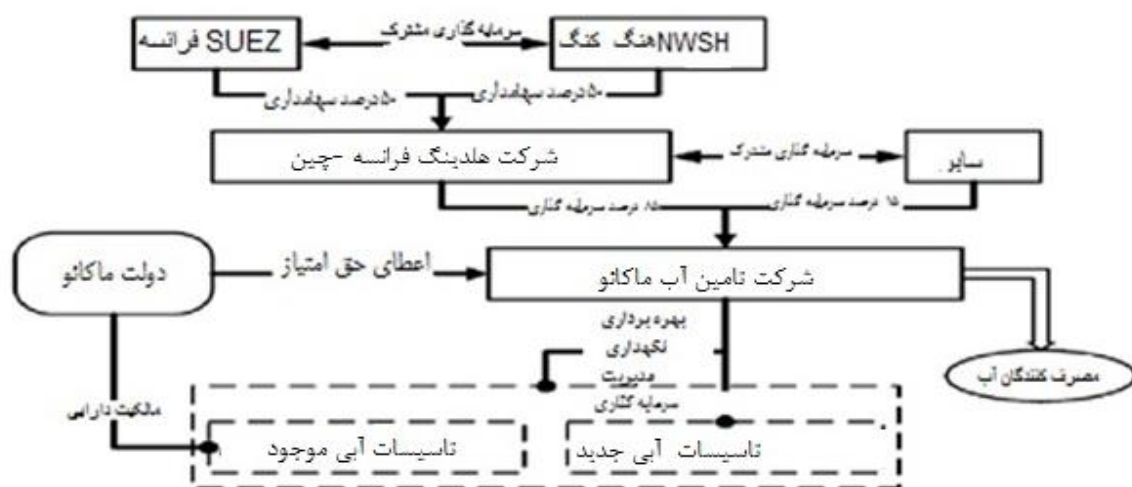 SUEZ فرانسه
سرمایه گذاری مشترک
NWSH هنگ کنگ
۵۰ درصد سهامداری
۵۰ درصد سهامداری
شرکت هلدینگ فرانسه -چین
سرمایه گذاری مشترک
سایر
۸۵ درصد سرمایه گذاری
۱۵ درصد سرمایه گذاری
دولت ماکائو
اعطای حق امتیاز
شرکت تامین آب ماکائو
بهره برداری
نگهداری
مدیریت
سرمایه گذاری
مصرف کنندگان آب
مالکیت دارایی
تاسیسات آبی موجود
تاسیسات آبی جدید